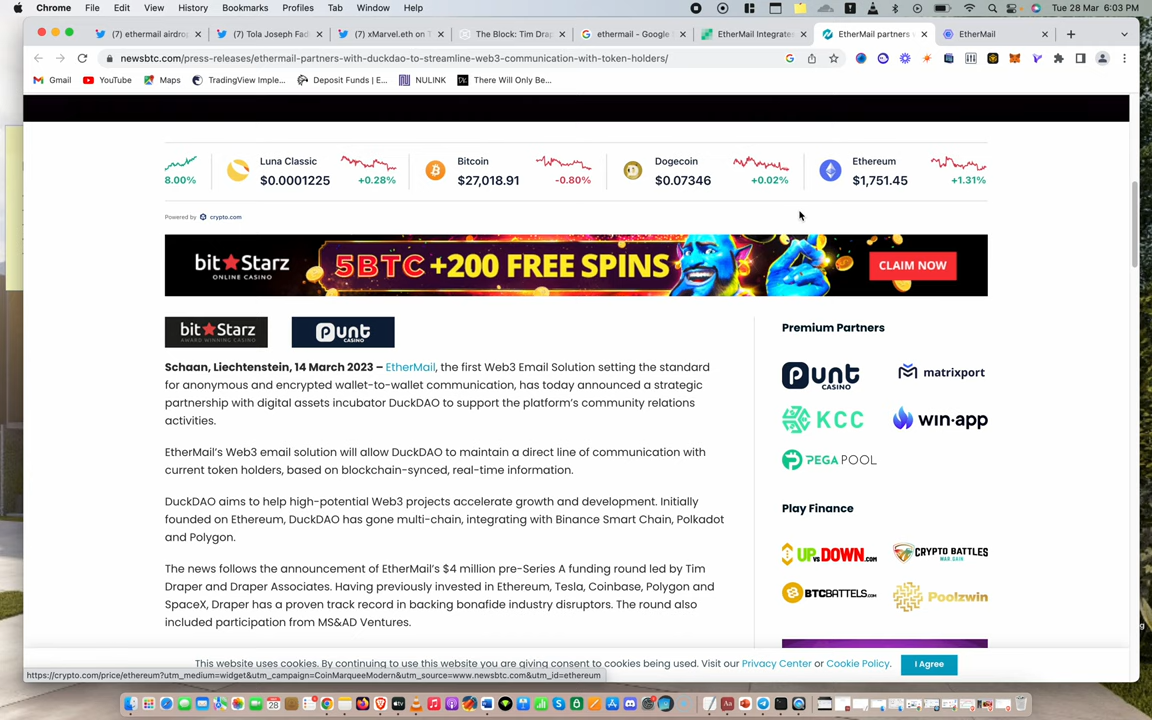 Chrome File Edit View History Bookmarks Profiles Tab Window Help Tue 28 Mar 6:03 PM
(7) ethermail airdrop (7) Tola Joseph Fad (7) xMarvel.eth on T The Block: Tim Drap ethermail - Google EtherMail Integrates EtherMail partners EtherMail
newsbtc.com/press-releases/ethermail-partners-with-duckdao-to-streamline-web3-communication-with-token-holders/
Gmail YouTube Maps TradingView Imple... Deposit Funds | E... NULINK There Will Only Be...
Luna Classic Bitcoin Dogecoin Ethereum
8.00% $0.0001225 +0.28% $27,018.91 -0.80% $0.07346 +0.02% $1,751.45 +1.31%
Powered by crypto.com
bitStarz ONLINE CASINO 5BTC +200 FREE SPINS CLAIM NOW
bitStarz AWARD WINNING CASINO Punt CASINO
Schaan, Liechtenstein, 14 March 2023 – EtherMail, the first Web3 Email Solution setting the standard
for anonymous and encrypted wallet-to-wallet communication, has today announced a strategic
partnership with digital assets incubator DuckDAO to support the platform's community relations
activities.
EtherMail's Web3 email solution will allow DuckDAO to maintain a direct line of communication with
current token holders, based on blockchain-synced, real-time information.
DuckDAO aims to help high-potential Web3 projects accelerate growth and development. Initially
founded on Ethereum, DuckDAO has gone multi-chain, integrating with Binance Smart Chain, Polkadot
and Polygon.
The news follows the announcement of EtherMail's $4 million pre-Series A funding round led by Tim
Draper and Draper Associates. Having previously invested in Ethereum, Tesla, Coinbase, Polygon and
SpaceX, Draper has a proven track record in backing bonafide industry disruptors. The round also
included participation from MS&AD Ventures.
Premium Partners
Punt CASINO matrixport
KCC win·app
PEGA POOL
Play Finance
UPvsDOWN.com CRYPTO BATTLES WAR GAIN
BTCBATTELS.COM Poolzwin
This website uses cookies. By continuing to use this website you are giving consent to cookies being used. Visit our Privacy Center or Cookie Policy. I Agree
https://crypto.com/price/ethereum?utm_medium=widget&utm_campaign=CoinMarqueeModern&utm_source=www.newsbtc.com&utm_id=ethereum